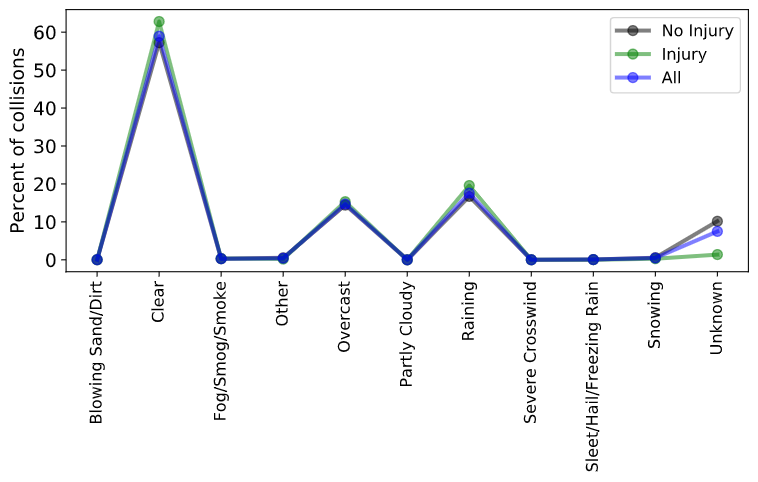 Percent of collisions
60
50
40
30
20
10
0
No Injury
Injury
All
Blowing Sand/Dirt
Clear
Fog/Smog/Smoke
Other
Overcast
Partly Cloudy
Raining
Severe Crosswind
Sleet/Hail/Freezing Rain
Snowing
Unknown